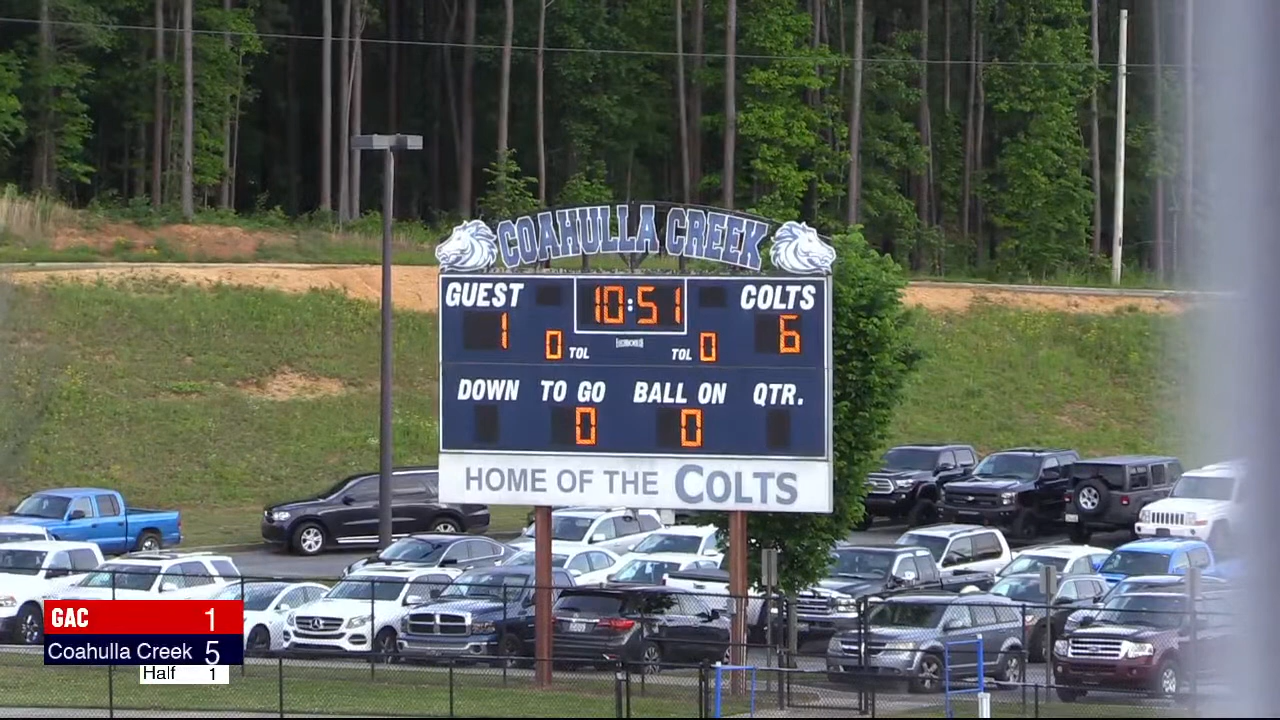 COAHULLA CREEK
GUEST 10:51 COLTS
1 0 TOL TOL 0 6
DOWN TO GO BALL ON QTR.
0 0
HOME OF THE COLTS
GAC 1
Coahulla Creek 5
Half 1